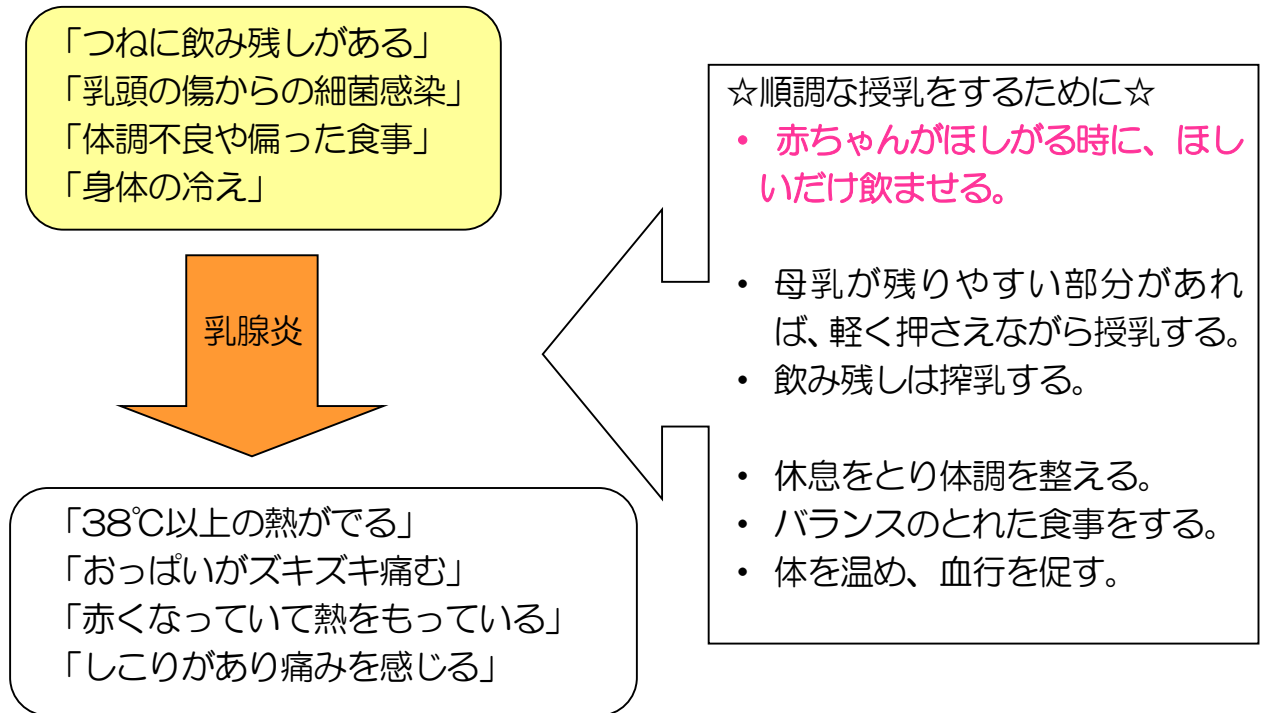 「つねに飲み残しがある」
「乳頭の傷からの細菌感染」
「体調不良や偏った食事」
「身体の冷え」
乳腺炎
「38℃以上の熱がでる」
「おっぱいがズキズキ痛む」
「赤くなっていて熱をもっている」
「しこりがあり痛みを感じる」
☆順調な授乳をするために☆
・ 赤ちゃんがほしがる時に、ほし
いだけ飲ませる。
・ 母乳が残りやすい部分があれ
ば、軽く押さえながら授乳する。
・ 飲み残しは搾乳する。
・ 休息をとり体調を整える。
・ バランスのとれた食事をする。
・ 体を温め、血行を促す。